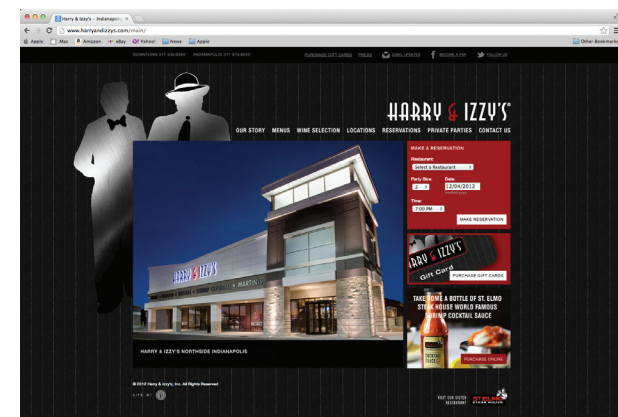 Harry & Izzy's - Indianapolis
www.harryandizzys.com/main/
Apple Mac Amazon eBay Yahoo! News Apple
Other Bookmarks
PURCHASE GIFT CARDS PRESS EMAIL UPDATES BECOME A FAN FOLLOW US
HARRY & IZZY'S
OUR STORY MENUS WINE SELECTION LOCATIONS RESERVATIONS PRIVATE PARTIES CONTACT US
MAKE A RESERVATION
Restaurant:
Select a Restaurant
Party Size: Date:
2 12/04/2012
Time:
7:00 PM
MAKE RESERVATION
HARRY & IZZY'S
MARTINI
HARRY & IZZY'S
Gift Card
PURCHASE GIFT CARDS
TAKE HOME A BOTTLE OF ST. ELMO
STEAK HOUSE WORLD FAMOUS
SHRIMP COCKTAIL SAUCE
COCKTAIL
SAUCE
PURCHASE ONLINE
HARRY & IZZY'S NORTHSIDE INDIANAPOLIS
© 2012 Harry & Izzy's, Inc. All Rights Reserved
SITE BY
VISIT OUR SISTER
RESTAURANT
ST. ELMO
STEAK HOUSE